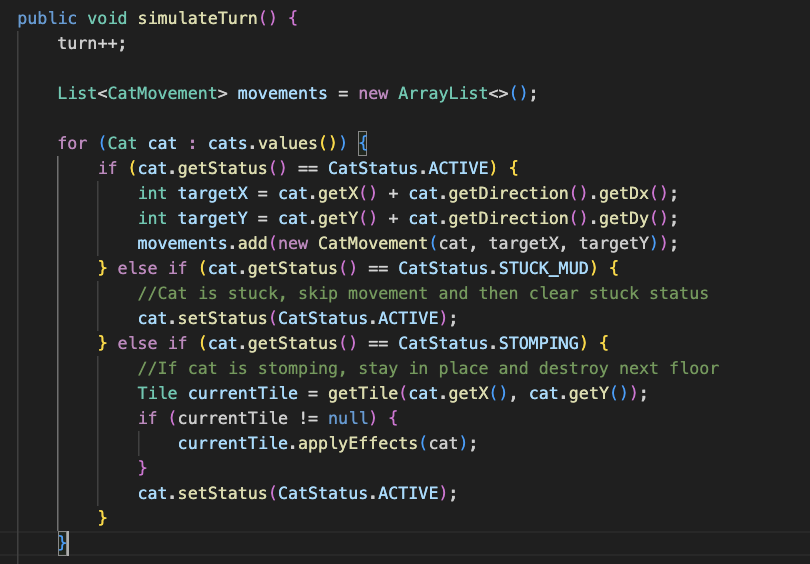 public void simulateTurn() {
    turn++;

    List<CatMovement> movements = new ArrayList<>();

    for (Cat cat : cats.values()) {
        if (cat.getStatus() == CatStatus.ACTIVE) {
            int targetX = cat.getX() + cat.getDirection().getDx();
            int targetY = cat.getY() + cat.getDirection().getDy();
            movements.add(new CatMovement(cat, targetX, targetY));
        } else if (cat.getStatus() == CatStatus.STUCK_MUD) {
            //Cat is stuck, skip movement and then clear stuck status
            cat.setStatus(CatStatus.ACTIVE);
        } else if (cat.getStatus() == CatStatus.STOMPING) {
            //If cat is stomping, stay in place and destroy next floor
            Tile currentTile = getTile(cat.getX(), cat.getY());
            if (currentTile != null) {
                currentTile.applyEffects(cat);
            }
            cat.setStatus(CatStatus.ACTIVE);
        }
    }